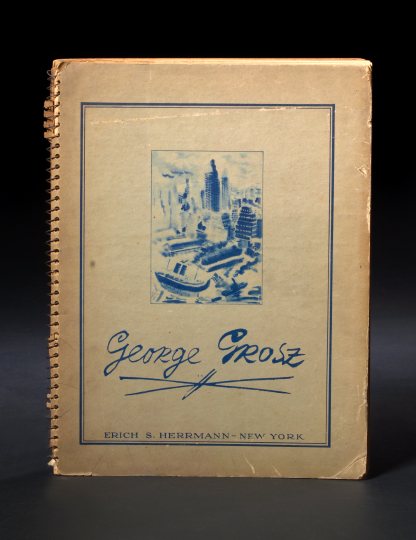 George Grosz
ERICH S. HERRMANN - NEW YORK